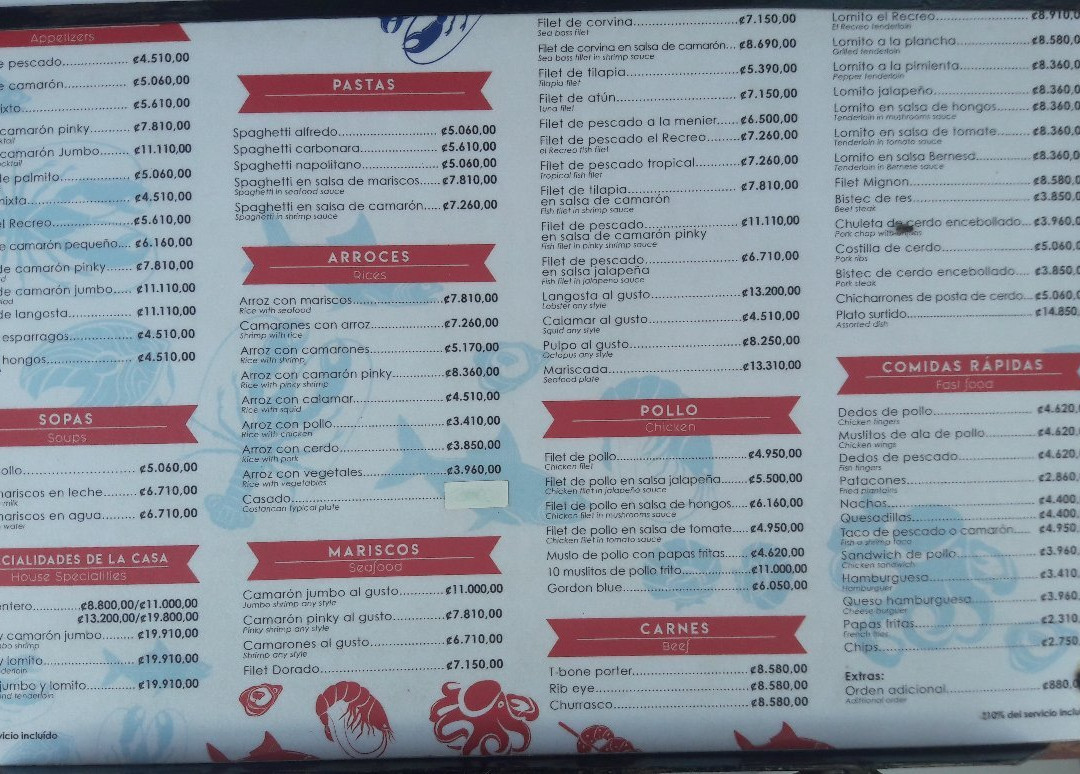 Appetizers
pescado ¢4.510,00
camarón ¢5.060,00
ixto ¢5.610,00
camarón pinky ¢7.810,00
camarón Jumbo ¢11.110,00
palmito ¢5.060,00
mixta ¢4.510,00
el Recreo ¢5.610,00
camarón pequeño ¢6.160,00
de camarón pinky ¢7.810,00
de camarón jumbo ¢11.110,00
de langosta ¢11.110,00
esparragos ¢4.510,00
hongos ¢4.510,00
SOPAS
Soups
ollo ¢5.060,00
mariscos en leche ¢6.710,00
milk
mariscos en agua ¢6.710,00
water
CIALIDADES DE LA CASA
House Specialities
entero ¢8.800,00/¢11.000,00
¢13.200,00/¢19.800,00
y camarón jumbo ¢19.910,00
y lomito ¢19.910,00
jumbo y lomito ¢19.910,00
and tenderloin
vicio incluído
PASTAS
Spaghetti alfredo ¢5.060,00
Spaghetti carbonara ¢5.610,00
Spaghetti napolitano ¢5.060,00
Spaghetti en salsa de mariscos ¢7.810,00
Spaghetti in seafood sauce
Spaghetti en salsa de camarón ¢7.260,00
Spaghetti in shrimp sauce
ARROCES
Rices
Arroz con mariscos ¢7.810,00
Rice with seafood
Camarones con arroz ¢7.260,00
Shrimp with rice
Arroz con camarones ¢5.170,00
Rice with shrimp
Arroz con camarón pinky ¢8.360,00
Rice with pinky shrimp
Arroz con calamar ¢4.510,00
Rice with squid
Arroz con pollo ¢3.410,00
Rice with chicken
Arroz con cerdo ¢3.850,00
Rice with pork
Arroz con vegetales ¢3.960,00
Rice with vegetables
Casado
Costarican typical plate
MARISCOS
Seafood
Camarón jumbo al gusto ¢11.000,00
Jumbo shrimp any style
Camarón pinky al gusto ¢7.810,00
Pinky shrimp any style
Camarones al gusto ¢6.710,00
Shrimp any style
Filet Dorado ¢7.150,00
Filet de corvina ¢7.150,00
Sea bass filet
Filet de corvina en salsa de camarón ¢8.690,00
Sea bass fillet in shrimp sauce
Filet de tilapia ¢5.390,00
Tilapia filet
Filet de atún ¢7.150,00
Tuna filet
Filet de pescado a la menier ¢6.500,00
Filet de pescado el Recreo ¢7.260,00
el Recreo fish filet
Filet de pescado tropical ¢7.260,00
Tropical fish filet
Filet de tilapia ¢7.810,00
en salsa de camarón
Fish filet in shrimp sauce
Filet de pescado ¢11.110,00
en salsa de camarón pinky
Fish filet in pinky shrimp sauce
Filet de pescado ¢6.710,00
en salsa jalapeña
Fish filet in jalapeno sauce
Langosta al gusto ¢13.200,00
Lobster any style
Calamar al gusto ¢4.510,00
Squid any style
Pulpo al gusto ¢8.250,00
Octopus any style
Mariscada ¢13.310,00
Seafood plate
POLLO
Chicken
Filet de pollo ¢4.950,00
Chicken filet
Filet de pollo en salsa jalapeña ¢5.500,00
Chicken filet in jalapeño sauce
Filet de pollo en salsa de hongos ¢6.160,00
Chicken filet in mushrooms sauce
Filet de pollo en salsa de tomate ¢4.950,00
Chicken filet in tomato sauce
Muslo de pollo con papas fritas ¢4.620,00
10 muslitos de pollo frito ¢11.000,00
Gordon blue ¢6.050,00
CARNES
Beef
T-bone porter ¢8.580,00
Rib eye ¢8.580,00
Churrasco ¢8.580,00
Lomito el Recreo ¢8.910,0
El Recreo tenderloin
Lomito a la plancha ¢8.580,0
Grilled tenderloin
Lomito a la pimienta ¢8.360,0
Pepper tenderloin
Lomito jalapeño ¢8.360,0
Lomito en salsa de hongos ¢8.360,0
Tenderloin in mushrooms sauce
Lomito en salsa de tomate ¢8.360,0
Tenderloin in tomato sauce
Lomito en salsa Bernesa ¢8.360,0
Tenderloin in Bernese sauce
Filet Mignon ¢8.580,0
Bistec de res ¢3.850,0
Beef steak
Chuleta de cerdo encebollado ¢3.960,0
Pork chop with
Costilla de cerdo ¢5.060,0
Pork ribs
Bistec de cerdo encebollado ¢3.850,0
Pork steak
Chicharrones de posta de cerdo ¢5.060,0
Plato surtido ¢14.850,
Assorted dish
COMIDAS RÁPIDAS
Fast food
Dedos de pollo ¢4.620,
Chicken fingers
Muslitos de ala de pollo ¢4.620,
Chicken wings
Dedos de pescado ¢4.620,
Fish fingers
Patacones ¢2.860,
Fried plantains
Nachos ¢4.400,
Quesadillas ¢4.400,
Taco de pescado o camarón ¢4.950,
Fish o shrimp taco
Sandwich de pollo ¢3.960,
Chicken sandwich
Hamburguesa ¢3.410,
Hamburguer
Queso hamburguesa ¢3.960,
Cheese burguer
Papas fritas ¢2.310,
French fries
Chips ¢2.750,
Extras:
Orden adicional ¢880,0
Aditional order
10% del servicio inclu